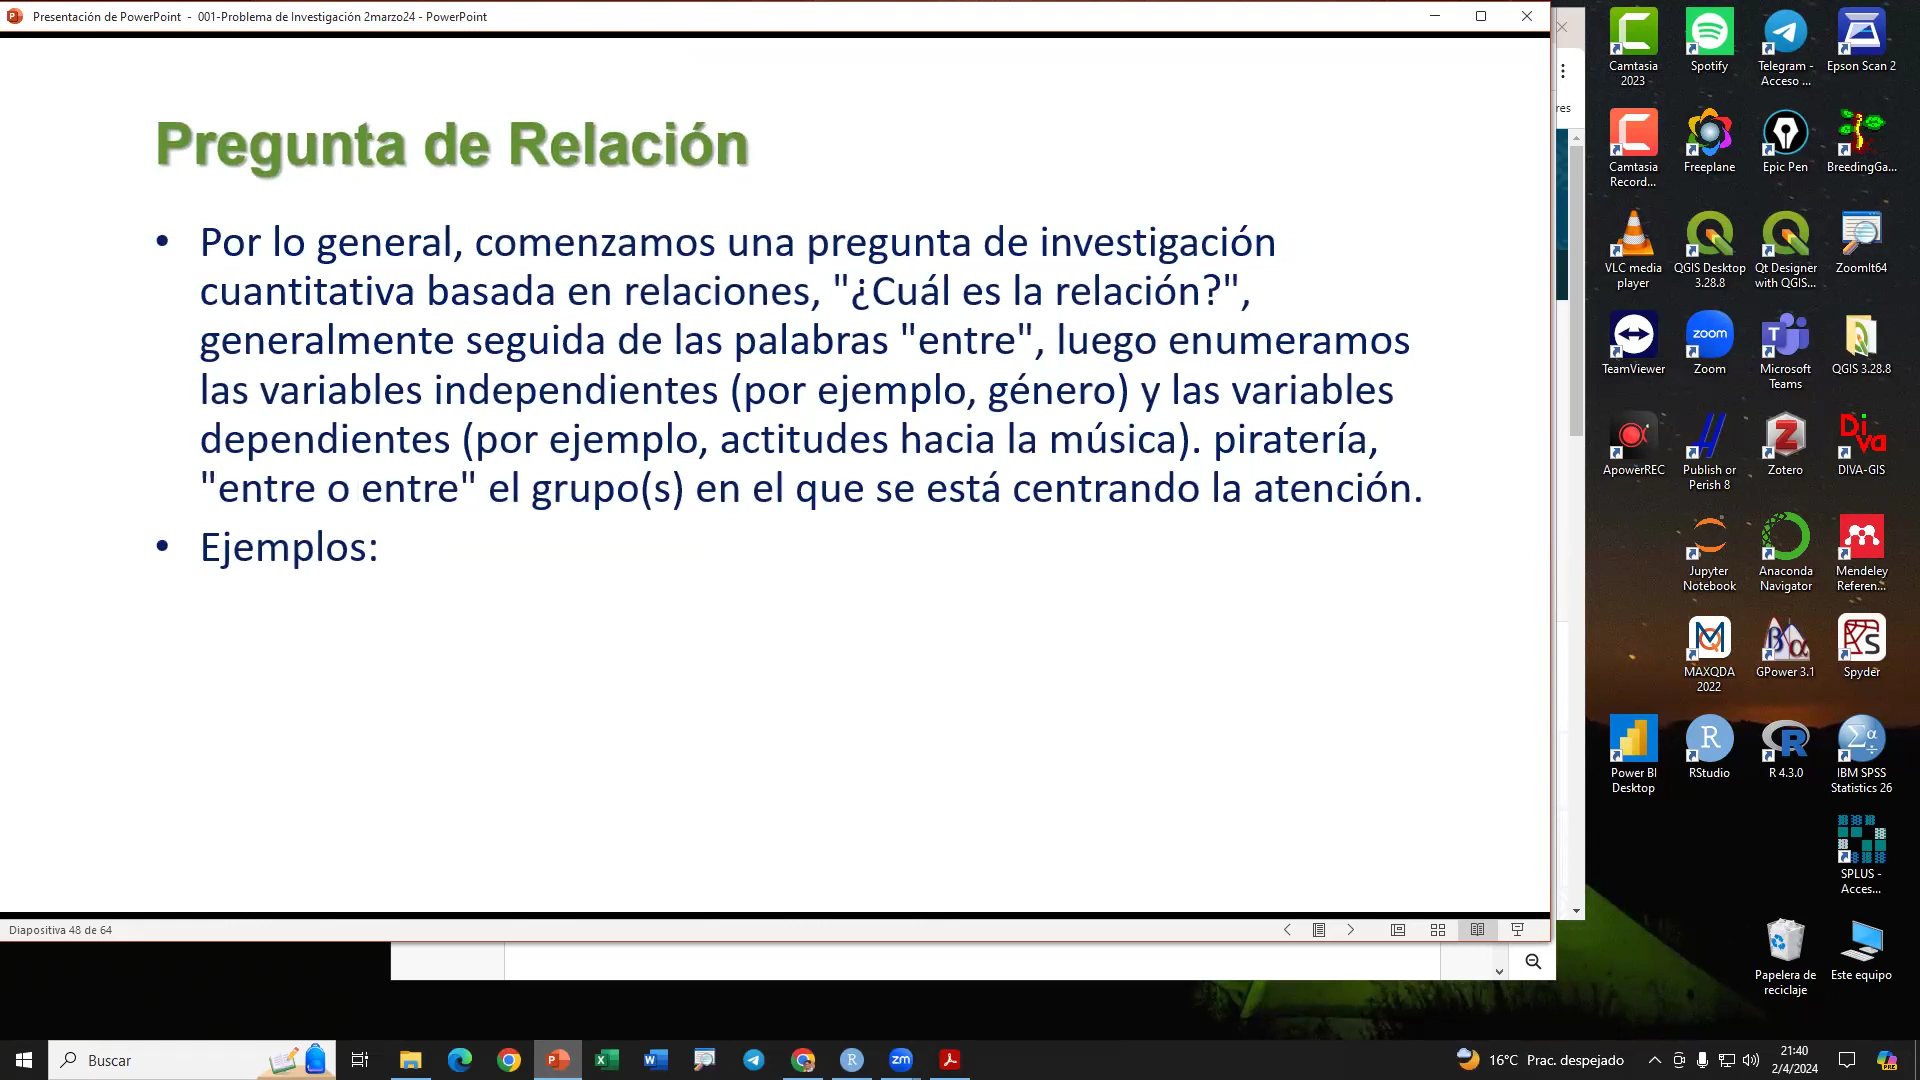 Presentación de PowerPoint - 001-Problema de Investigación 2marzo24 - PowerPoint
Pregunta de Relación
• Por lo general, comenzamos una pregunta de investigación
cuantitativa basada en relaciones, "¿Cuál es la relación?",
generalmente seguida de las palabras "entre", luego enumeramos
las variables independientes (por ejemplo, género) y las variables
dependientes (por ejemplo, actitudes hacia la música). piratería,
"entre o entre" el grupo(s) en el que se está centrando la atención.
• Ejemplos:
Diapositiva 48 de 64
res
Camtasia
2023
Spotify
Telegram -
Acceso ...
Epson Scan 2
Camtasia
Record...
Freeplane
Epic Pen
BreedingGa...
VLC media
player
QGIS Desktop
3.28.8
Qt Designer
with QGIS...
ZoomIt64
zoom
TeamViewer
Zoom
Microsoft
Teams
QGIS 3.28.8
Di
va
ApowerREC
Publish or
Perish 8
Zotero
DIVA-GIS
Jupyter
Notebook
Anaconda
Navigator
Mendeley
Referen...
MAXQDA
2022
GPower 3.1
Spyder
Power BI
Desktop
RStudio
R 4.3.0
IBM SPSS
Statistics 26
SPLUS -
Acces...
Papelera de
reciclaje
Este equipo
Buscar
zm
16°C Prac. despejado
21:40
2/4/2024